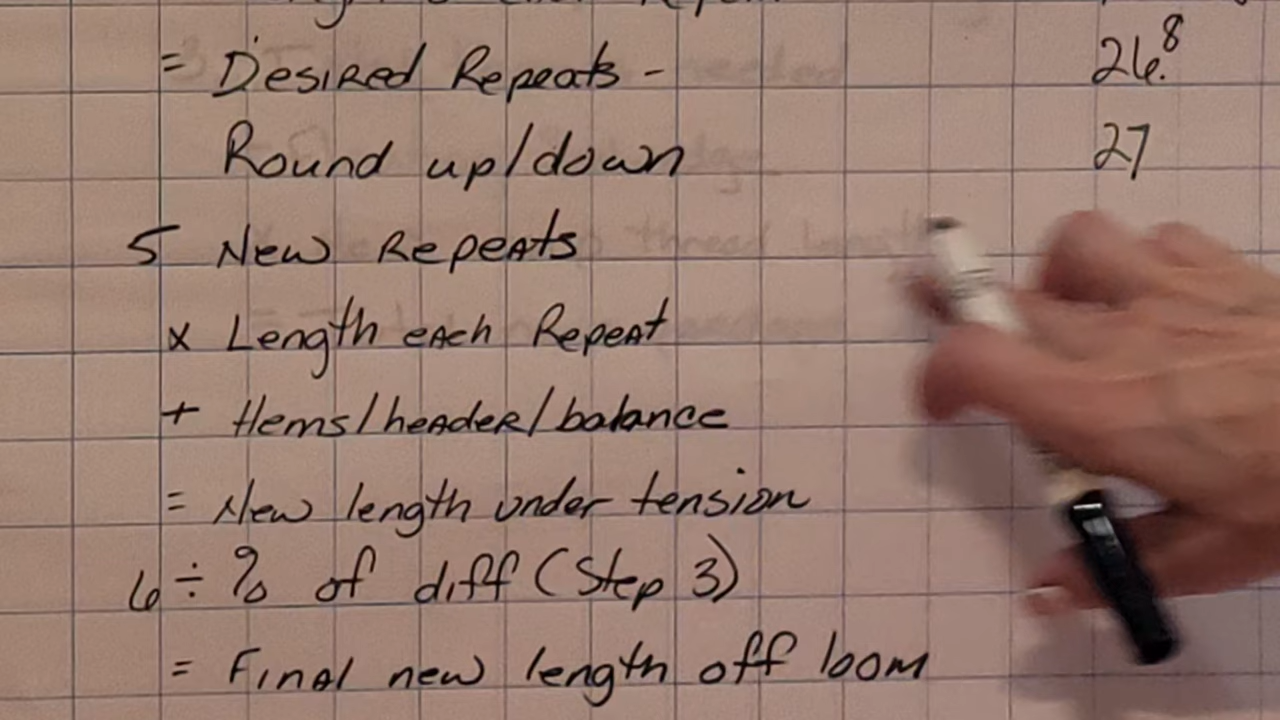 = Desired Repeats - 26.8
Round up/down 27
5 New Repeats
x Length each Repeat
+ Hems/header/balance
= New length under tension
6 ÷ % of diff (Step 3)
= Final new length off loom